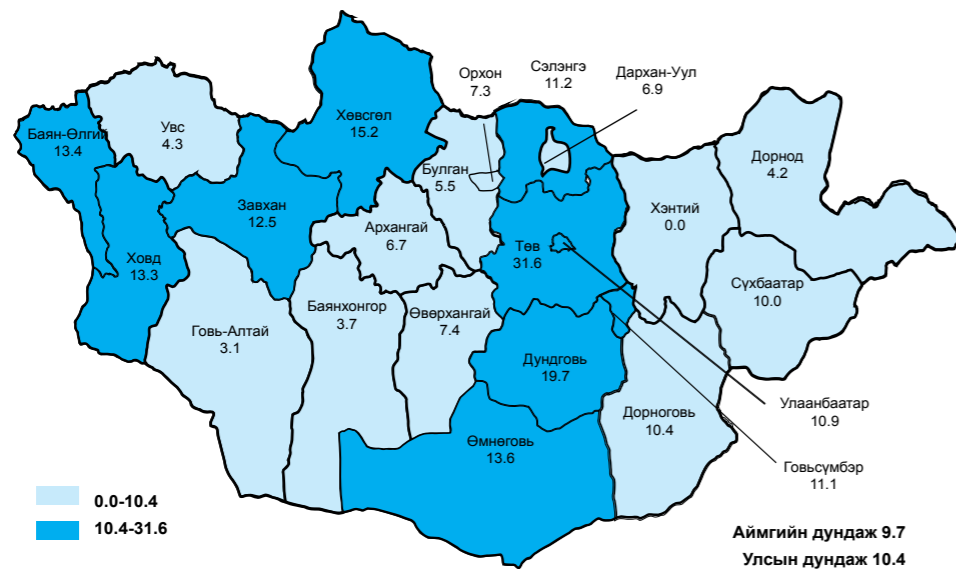 Орхон
7.3
Сэлэнгэ
11.2
Дархан-Уул
6.9
Хөвсгөл
15.2
Увс
4.3
Баян-Өлгий
13.4
Булган
5.5
Дорнод
4.2
Завхан
12.5
Хэнтий
0.0
Архангай
6.7
Төв
31.6
Ховд
13.3
Сүхбаатар
10.0
Баянхонгор
3.7
Өвөрхангай
7.4
Говь-Алтай
3.1
Дундговь
19.7
Дорноговь
10.4
Улаанбаатар
10.9
Өмнөговь
13.6
Говьсүмбэр
11.1
0.0-10.4
10.4-31.6
Аймгийн дундаж 9.7
Улсын дундаж 10.4